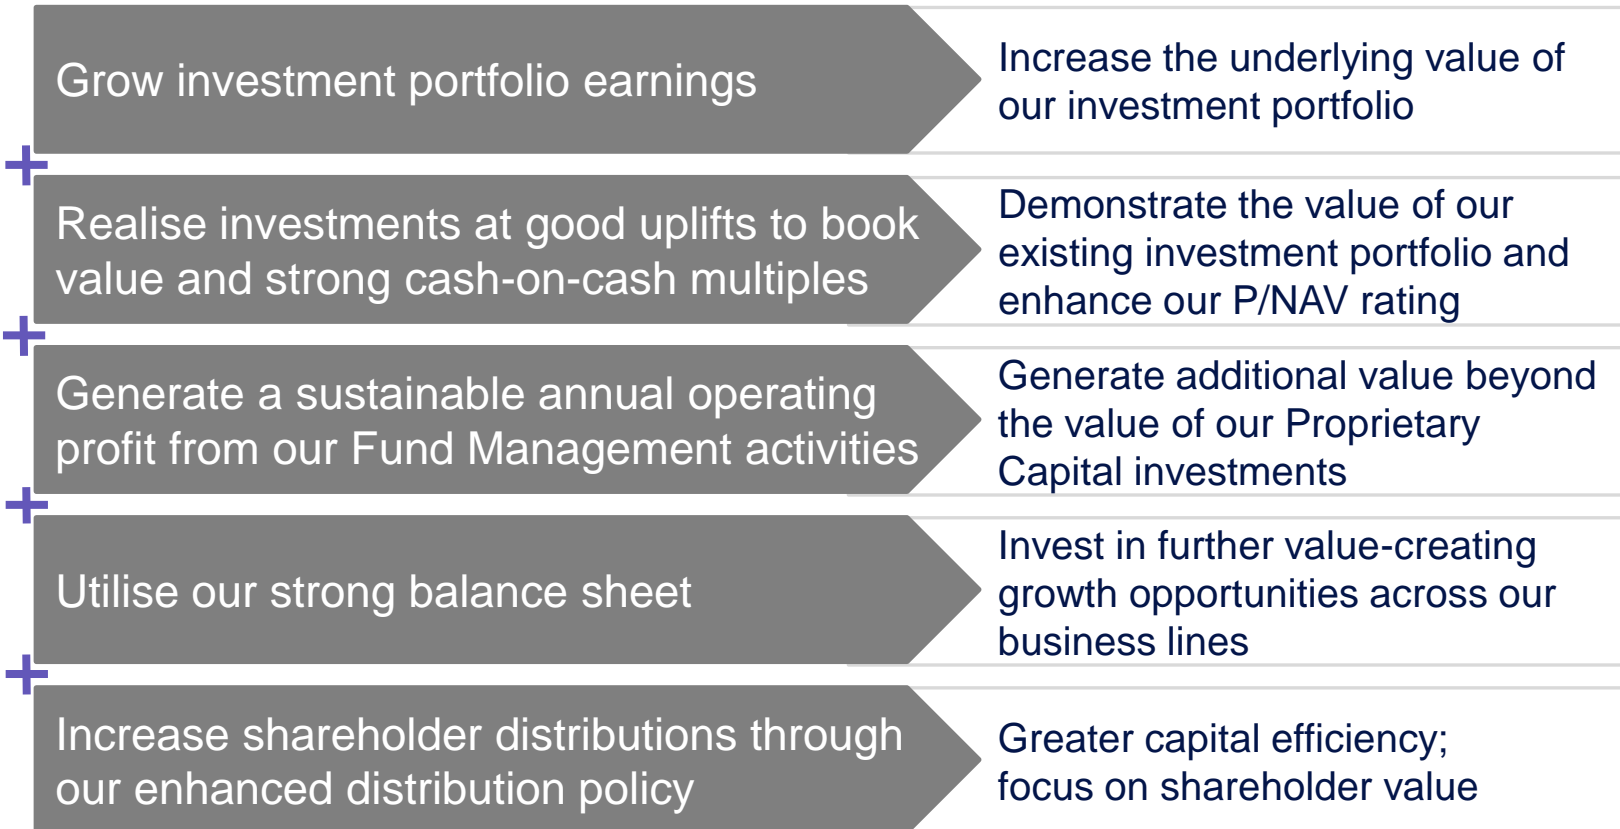 Grow investment portfolio earnings
Increase the underlying value of
our investment portfolio
+
Realise investments at good uplifts to book
value and strong cash-on-cash multiples
Demonstrate the value of our
existing investment portfolio and
enhance our P/NAV rating
+
Generate a sustainable annual operating
profit from our Fund Management activities
Generate additional value beyond
the value of our Proprietary
Capital investments
+
Utilise our strong balance sheet
Invest in further value-creating
growth opportunities across our
business lines
+
Increase shareholder distributions through
our enhanced distribution policy
Greater capital efficiency;
focus on shareholder value